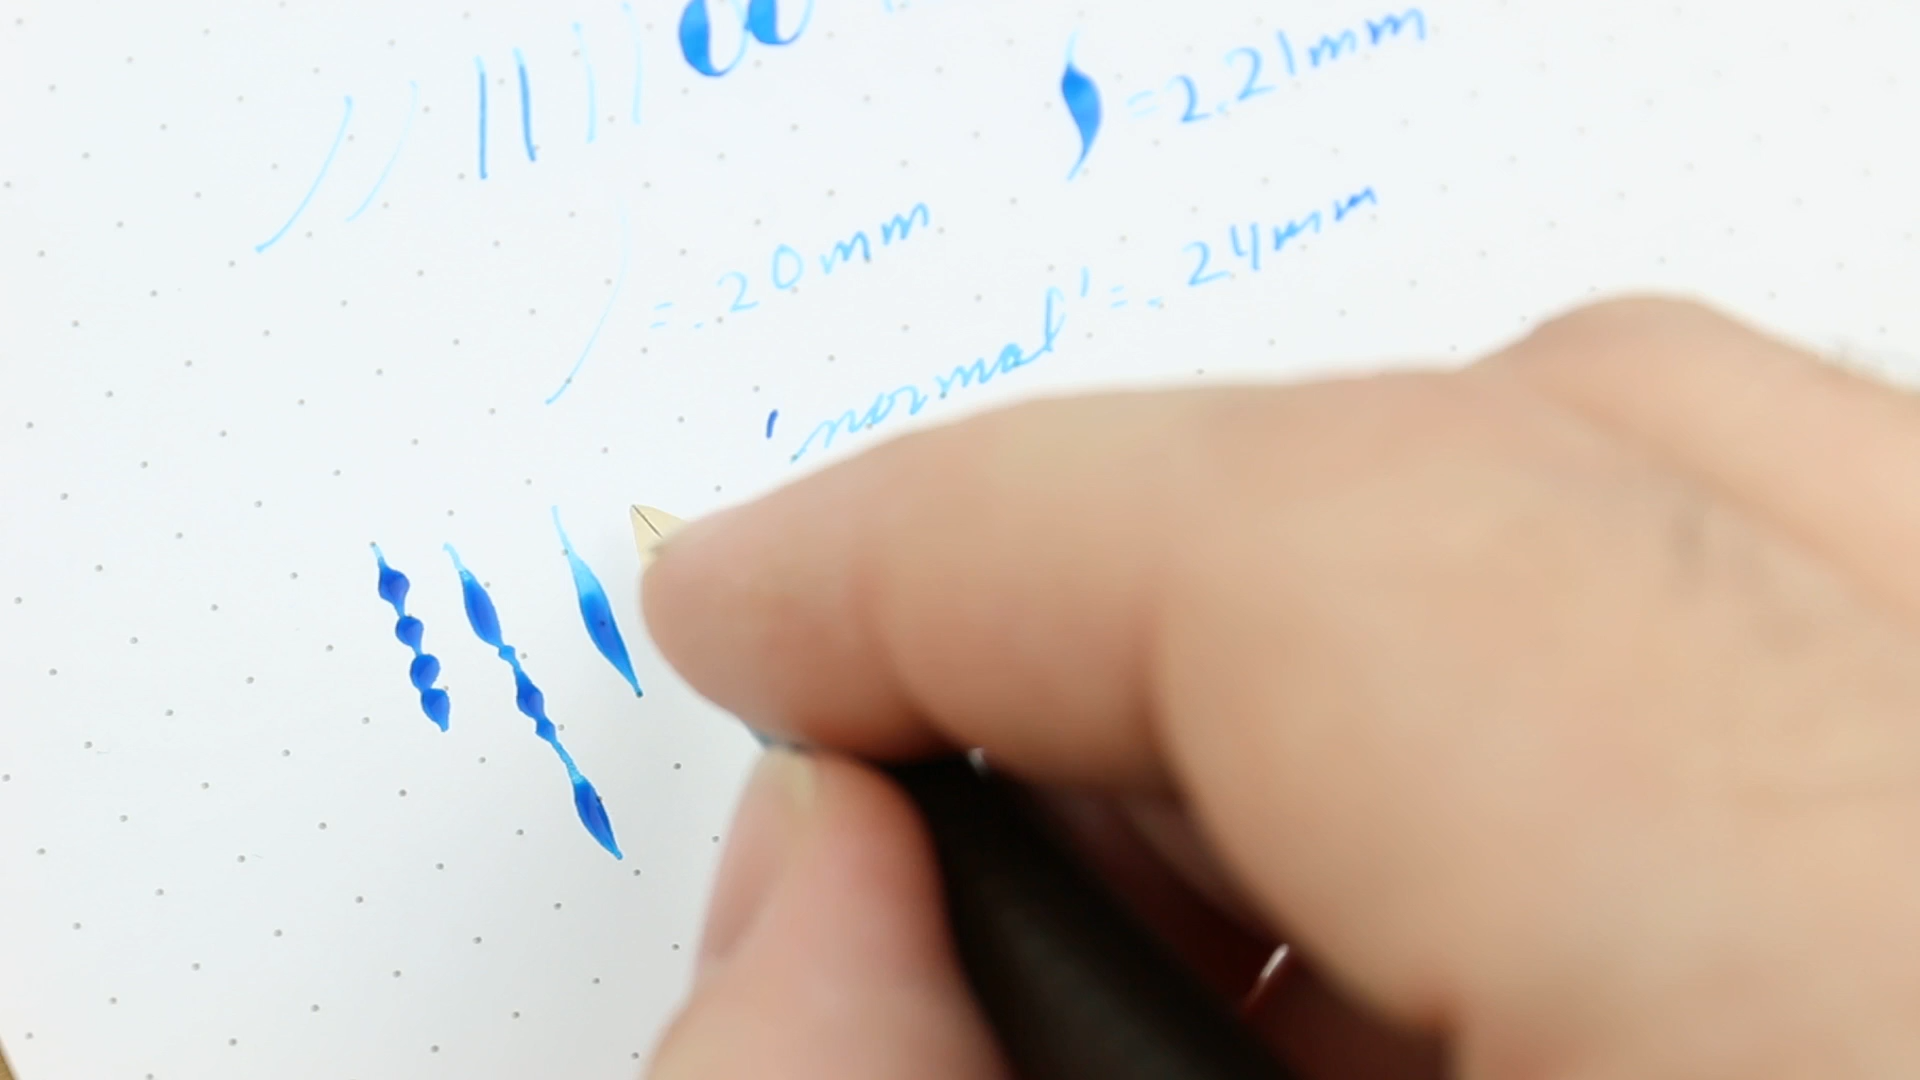 = 2.21mm
= .20mm
'normal' = .24mm